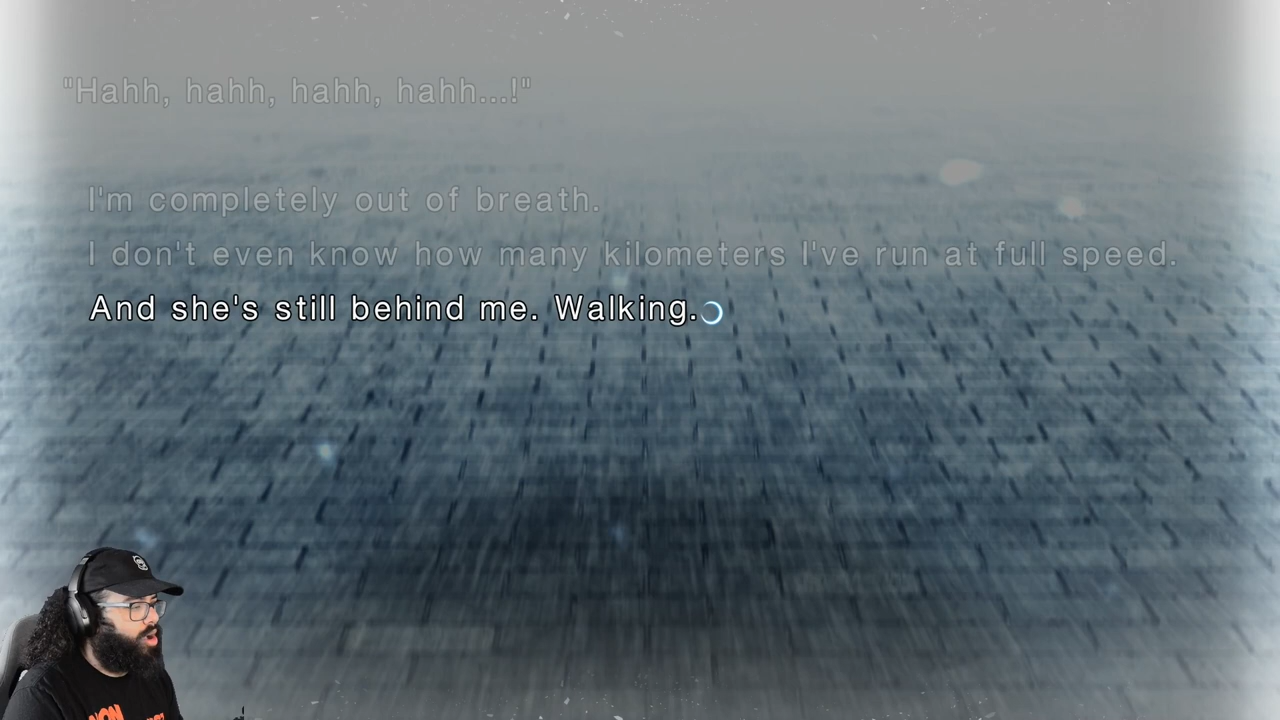 "Hahh, hahh, hahh, hahh...!"
I'm completely out of breath.
I don't even know how many kilometers I've run at full speed.
And she's still behind me. Walking.